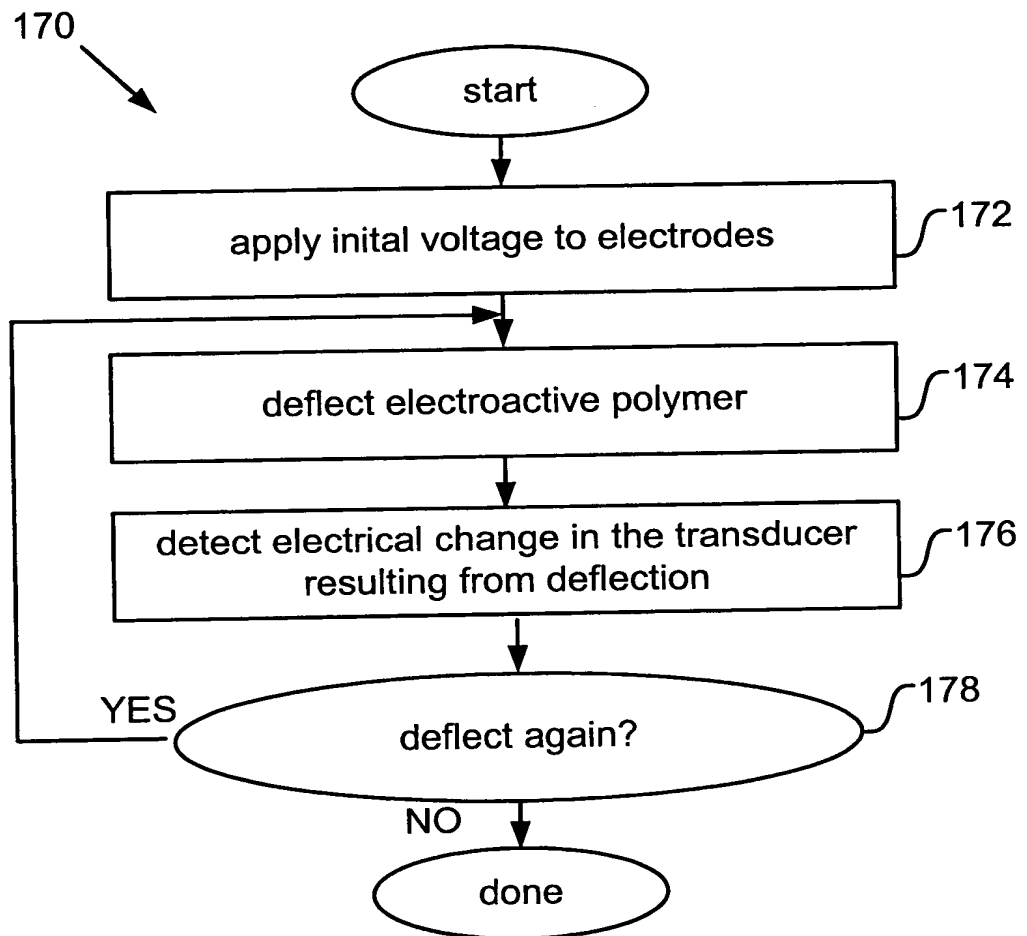 170
start
apply inital voltage to electrodes
172
deflect electroactive polymer
174
detect electrical change in the transducer
resulting from deflection
176
YES
deflect again?
178
NO
done